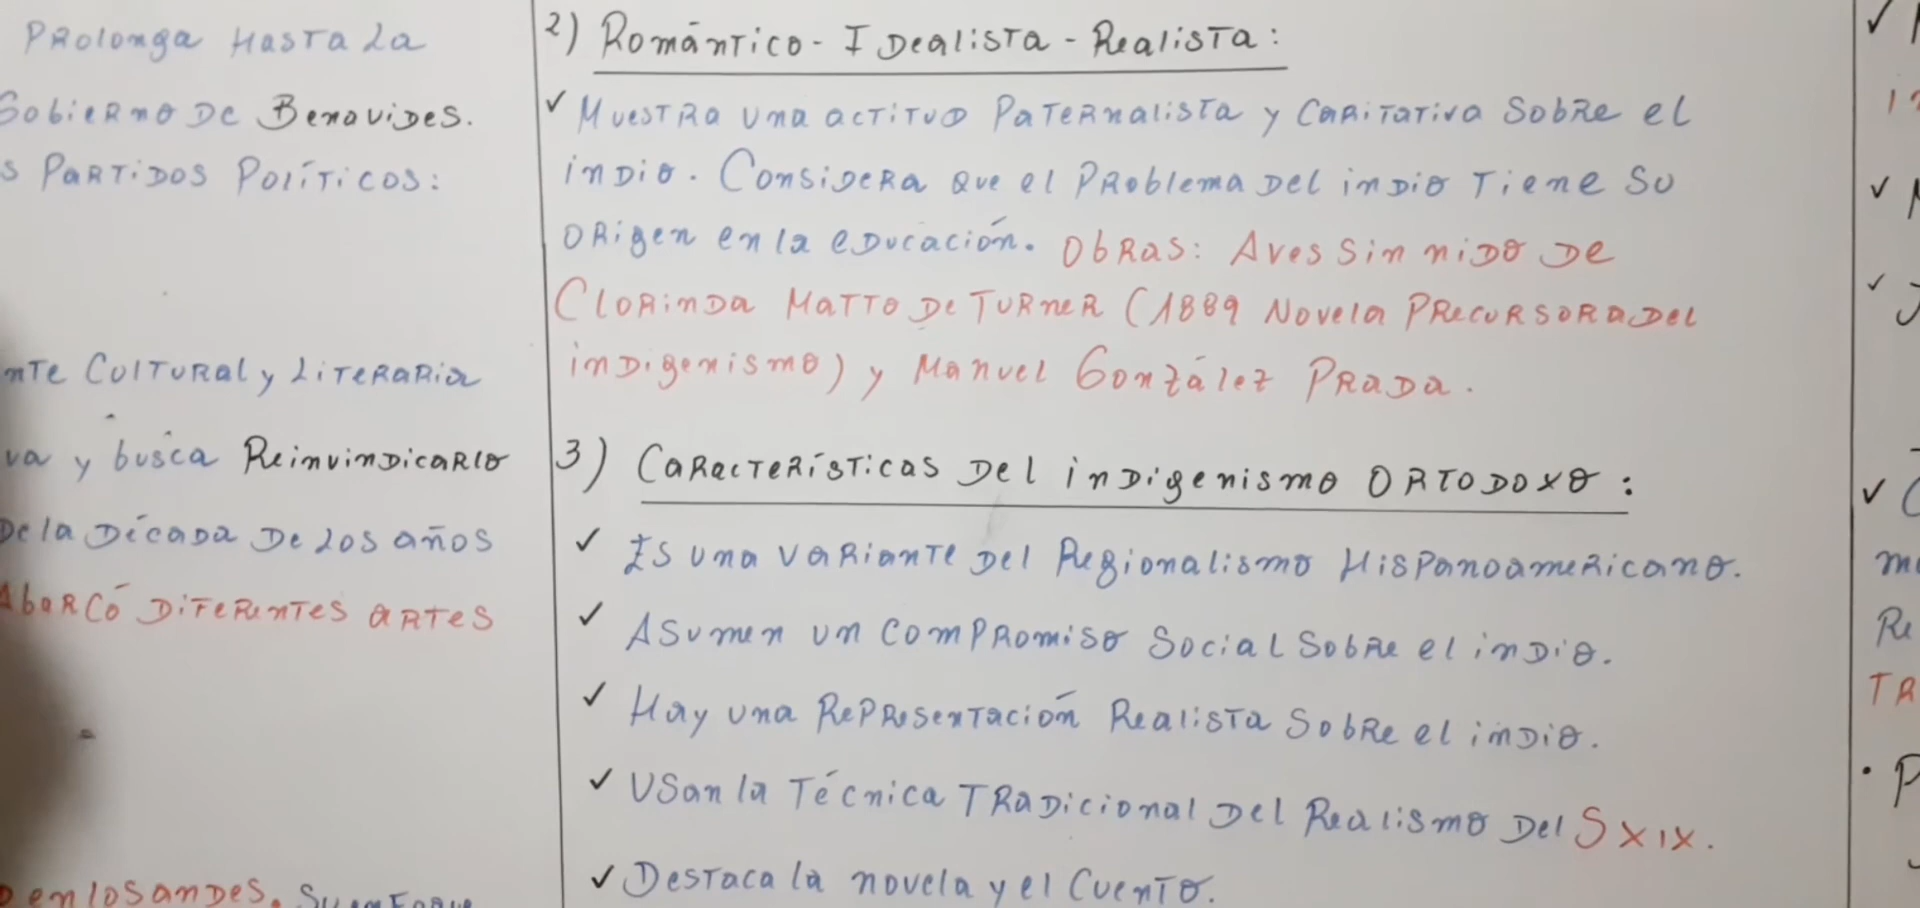 Prolonga Hasta la
Gobierno De Benavides.
s Partidos Políticos:
nte Cultural y Literaria
va y busca Reinvindicarlo
De la Década De los años
Abarcó Diferentes artes
en los andes.
2) Romántico - Idealista - Realista:
✓ Muestra una actitud Paternalista y Caritativa Sobre el
indio. Considera que el Problema Del indio Tiene su
origen en la educación. Obras: Aves Sin nido De
Clorinda Matto De Turner (1889 Novela Precursora Del
indigenismo) y Manuel González Prada.
3) Características Del indigenismo ORTODOXO:
✓ Es una variante Del Regionalismo Hispanoamericano.
✓ Asumen un compromiso Social Sobre el indio.
✓ Hay una Representación Realista Sobre el indio.
✓ Usan la Técnica Tradicional Del Realismo Del S XIX.
✓ Destaca la novela y el Cuento.